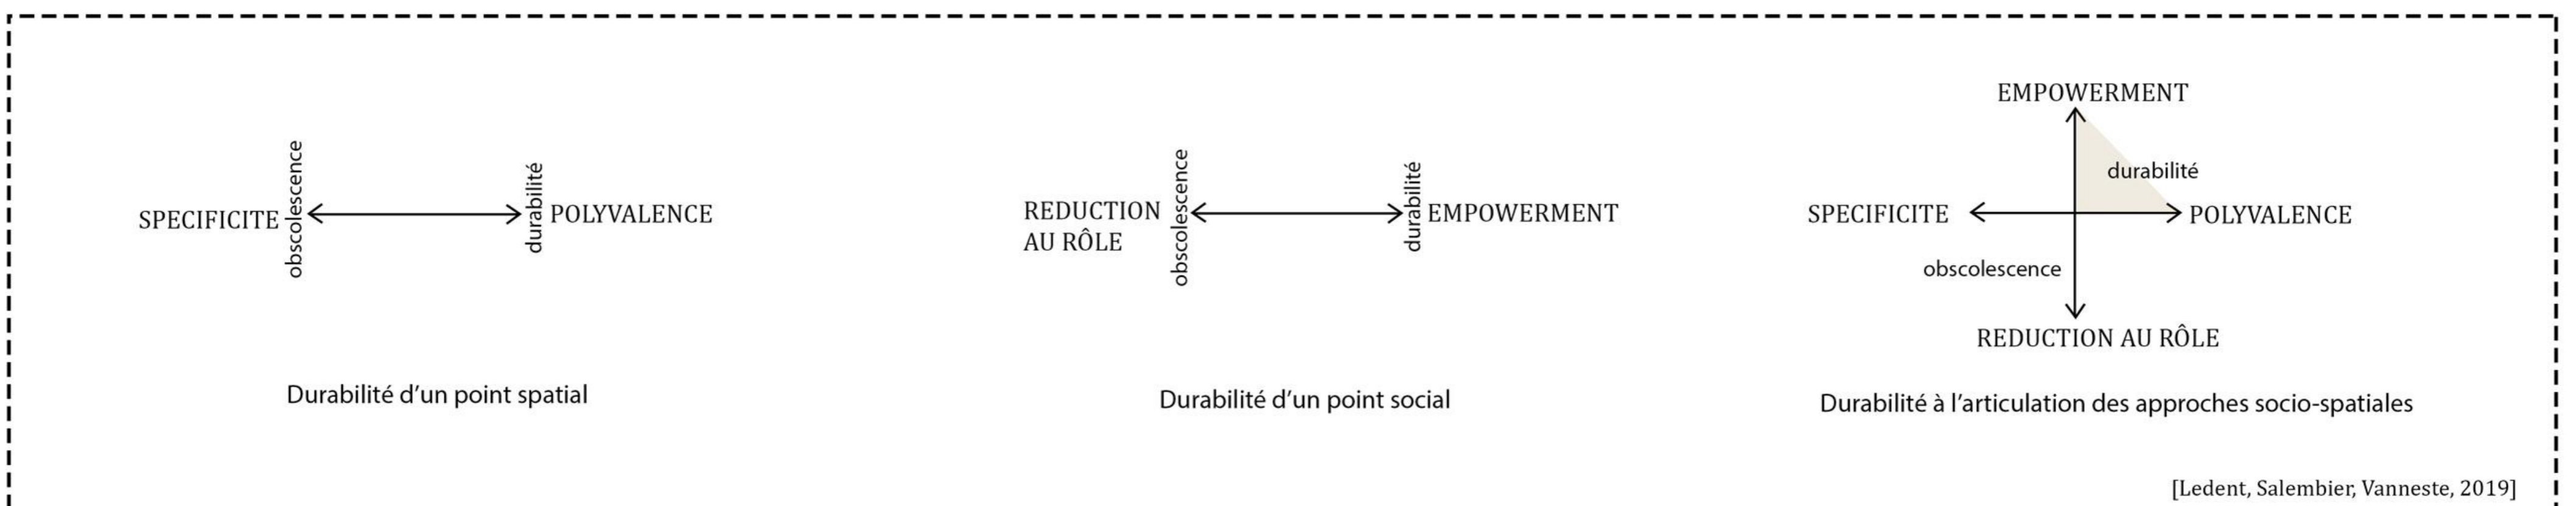 SPECIFICITE
obscolescence
durabilité
POLYVALENCE
Durabilité d'un point spatial
REDUCTION
AU RÔLE
obscolescence
durabilité
EMPOWERMENT
Durabilité d'un point social
EMPOWERMENT
durabilité
SPECIFICITE
POLYVALENCE
obscolescence
REDUCTION AU RÔLE
Durabilité à l'articulation des approches socio-spatiales
[Ledent, Salembier, Vanneste, 2019]